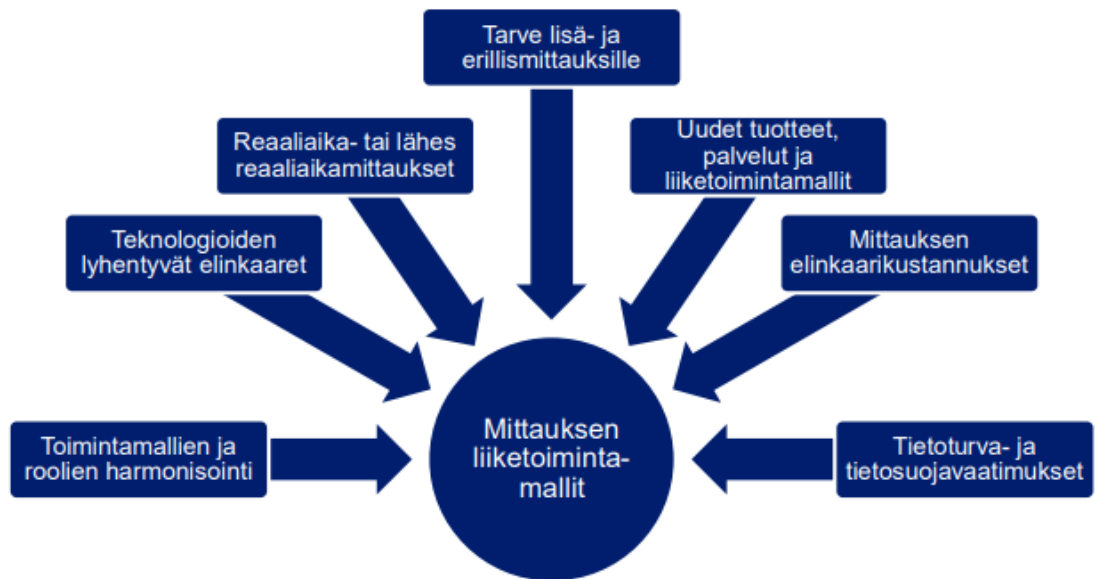 Tarve lisä- ja
erillismittauksille
Reaaliaika- tai lähes
reaaliaikamittaukset
Uudet tuotteet,
palvelut ja
liiketoimintamallit
Teknologioiden
lyhentyvät elinkaaret
Mittauksen
elinkaarikustannukset
Toimintamallien ja
roolien harmonisointi
Mittauksen
liiketoiminta-
mallit
Tietoturva- ja
tietosuojavaatimukset